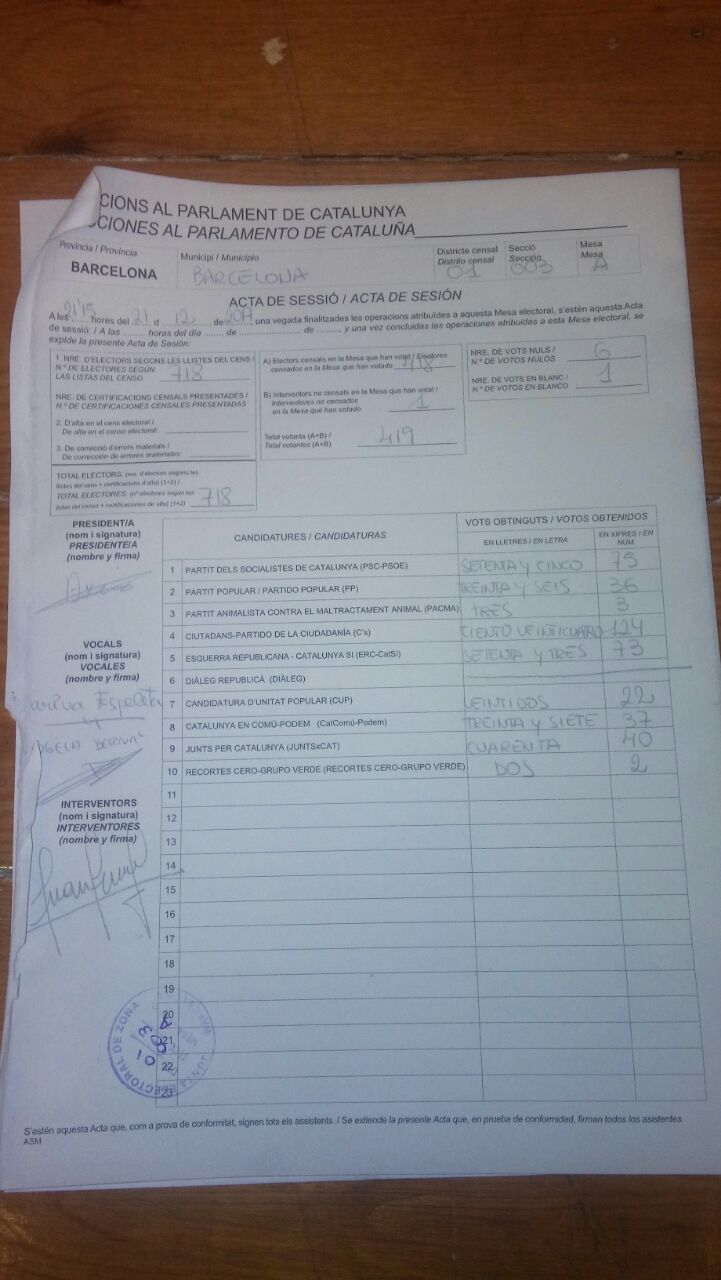 CIONS AL PARLAMENT DE CATALUNYA
CIONES AL PARLAMENTO DE CATALUÑA
Província / Provincia
BARCELONA
Municipi / Municipio
BARCELONA
Districte censal
Distrito censal
01
Secció
Sección
003
Mesa
Mesa
A
ACTA DE SESSIÓ / ACTA DE SESIÓN
A les 21'15 hores del 21 d 12 de 2017 una vegada finalitzades les operacions atribuïdes a aquesta Mesa electoral, s'estén aquesta Acta
de sessió: / A las ........ horas del día ........ de ........ de ........ y una vez concluidas las operaciones atribuidas a esta Mesa electoral, se
expide la presente Acta de Sesión:
1. NRE. D'ELECTORS SEGONS LES LLISTES DEL CENS /
N.º DE ELECTORES SEGÚN
LAS LISTAS DEL CENSO 718
NRE. DE CERTIFICACIONS CENSALS PRESENTADES /
N.º DE CERTIFICACIONES CENSALES PRESENTADAS
2. D'alta en el cens electoral /
De alta en el censo electoral:
3. De correcció d'errors materials /
De corrección de errores materiales:
TOTAL ELECTORS: (nre. d'electors segons les
llistes del cens + certificacions d'alta) (1+2) /
TOTAL ELECTORES: (nº electores según las
listas del censo + certificaciones de alta) (1+2) 718
A) Electors censats en la Mesa que han votat / Electores
censados en la Mesa que han votado 418
B) Interventors no censats en la Mesa que han votat /
Interventores no censados
en la Mesa que han votado 1
Total votants (A+B) /
Total votantes (A+B) 419
NRE. DE VOTS NULS /
N.º DE VOTOS NULOS 6
NRE. DE VOTS EN BLANC /
N.º DE VOTOS EN BLANCO 1
PRESIDENT/A
(nom i signatura)
PRESIDENTE/A
(nombre y firma)
VOCALS
(nom i signatura)
VOCALES
(nombre y firma)
BERNAL
INTERVENTORS
(nom i signatura)
INTERVENTORES
(nombre y firma)
CANDIDATURES / CANDIDATURAS
VOTS OBTINGUTS / VOTOS OBTENIDOS
EN LLETRES / EN LETRA
EN XIFRES / EN NÚM.
1 PARTIT DELS SOCIALISTES DE CATALUNYA (PSC-PSOE) SETENTA Y CINCO 75
2 PARTIT POPULAR / PARTIDO POPULAR (PP) TREINTA Y SEIS 36
3 PARTIT ANIMALISTA CONTRA EL MALTRACTAMENT ANIMAL (PACMA) TRES 3
4 CIUTADANS-PARTIDO DE LA CIUDADANÍA (C's) CIENTO VEINTICUATRO 124
5 ESQUERRA REPUBLICANA - CATALUNYA SÍ (ERC-CatSí) SETENTA Y TRES 73
6 DIÀLEG REPUBLICÀ (DIÀLEG)
7 CANDIDATURA D'UNITAT POPULAR (CUP) VEINTIDOS 22
8 CATALUNYA EN COMÚ-PODEM (CatComú-Podem) TREINTA Y SIETE 37
9 JUNTS PER CATALUNYA (JUNTSxCAT) CUARENTA 40
10 RECORTES CERO-GRUPO VERDE (RECORTES CERO-GRUPO VERDE) DOS 2
11
12
13
14
15
16
17
18
19
20
21
22
23
JUNTA ELECTORAL DE ZONA
01 003 A
S'estén aquesta Acta que, com a prova de conformitat, signen tots els assistents. / Se extiende la presente Acta que, en prueba de conformidad, firman todos los asistentes.
ASM